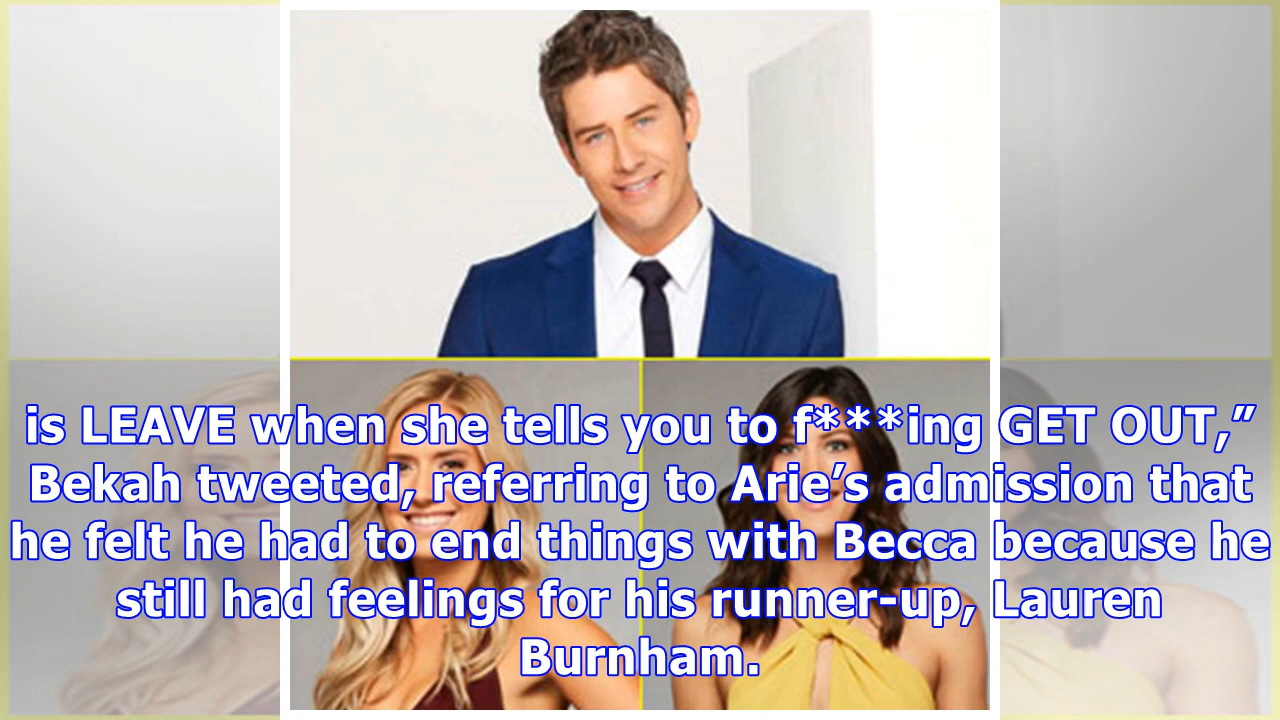 is LEAVE when she tells you to f***ing GET OUT,”
Bekah tweeted, referring to Arie’s admission that
he felt he had to end things with Becca because he
still had feelings for his runner-up, Lauren
Burnham.